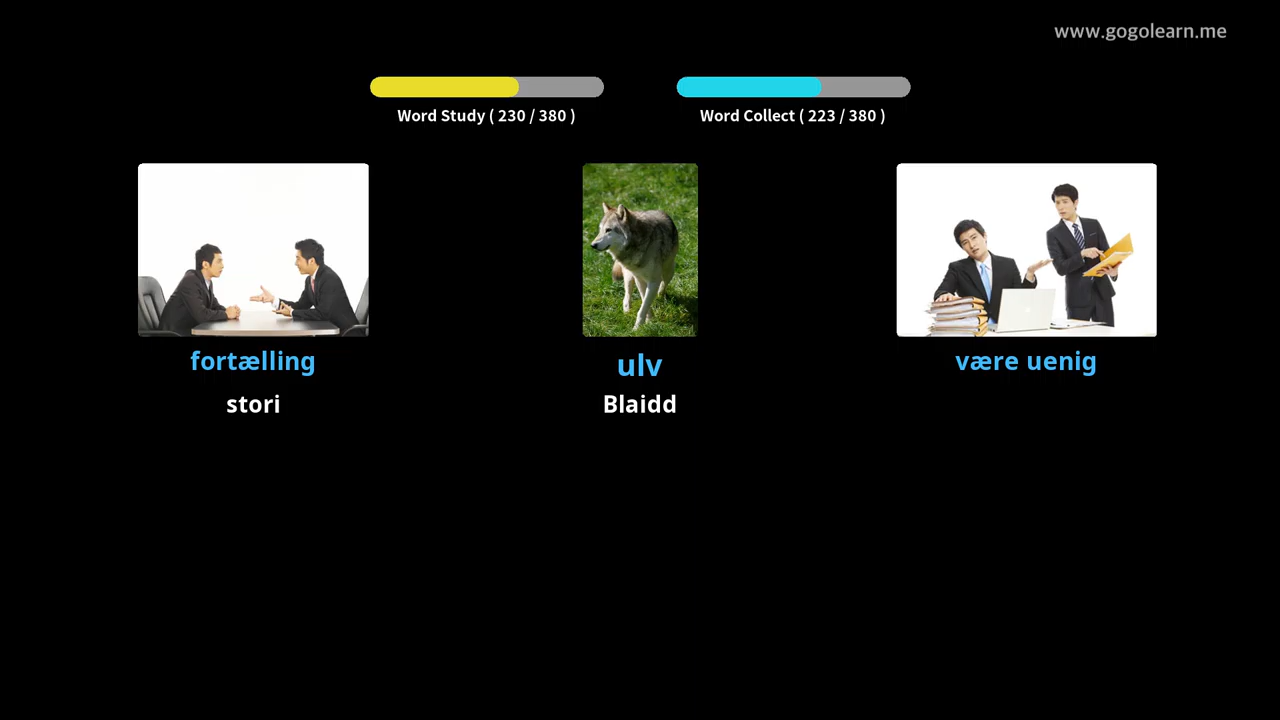 www.gogolearn.me
Word Study ( 230 / 380 )
Word Collect ( 223 / 380 )
fortælling
stori
ulv
Blaidd
være uenig